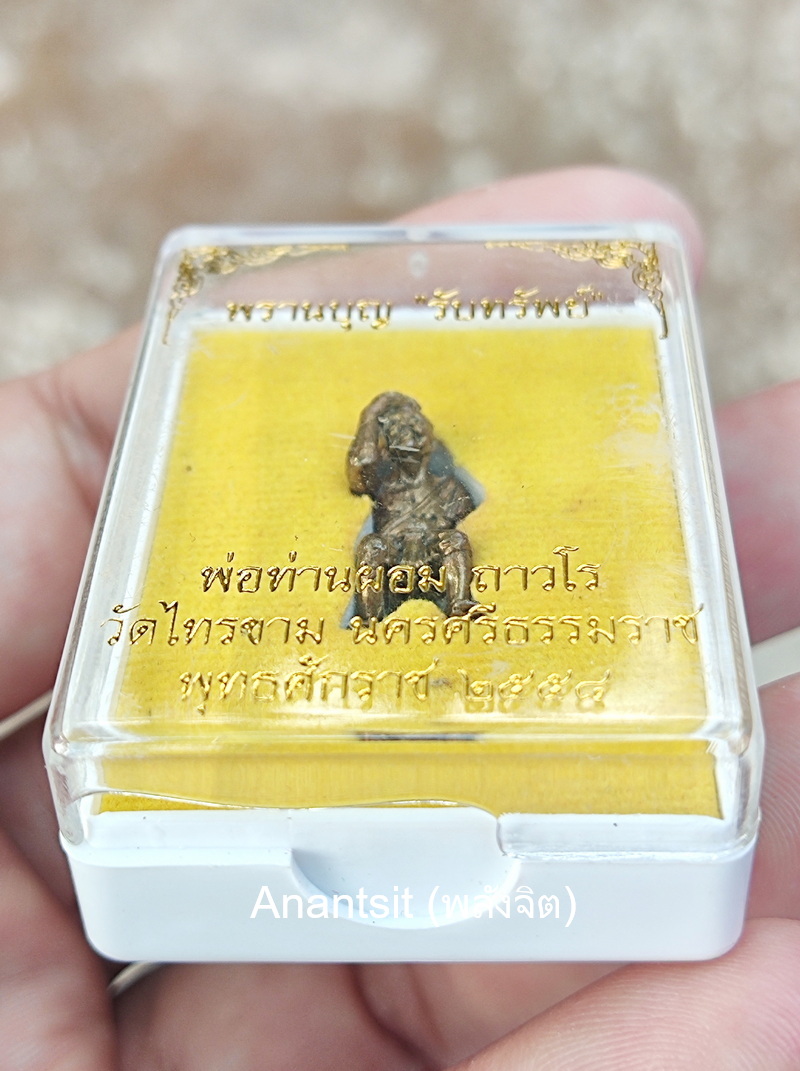 พรานบุญ "รับทรัพย์"
พ่อท่านผอม ถาวโร
วัดไทรขาม นครศรีธรรมราช
พุทธศักราช ๒๕๕๔
Anantsit (พลังจิต)